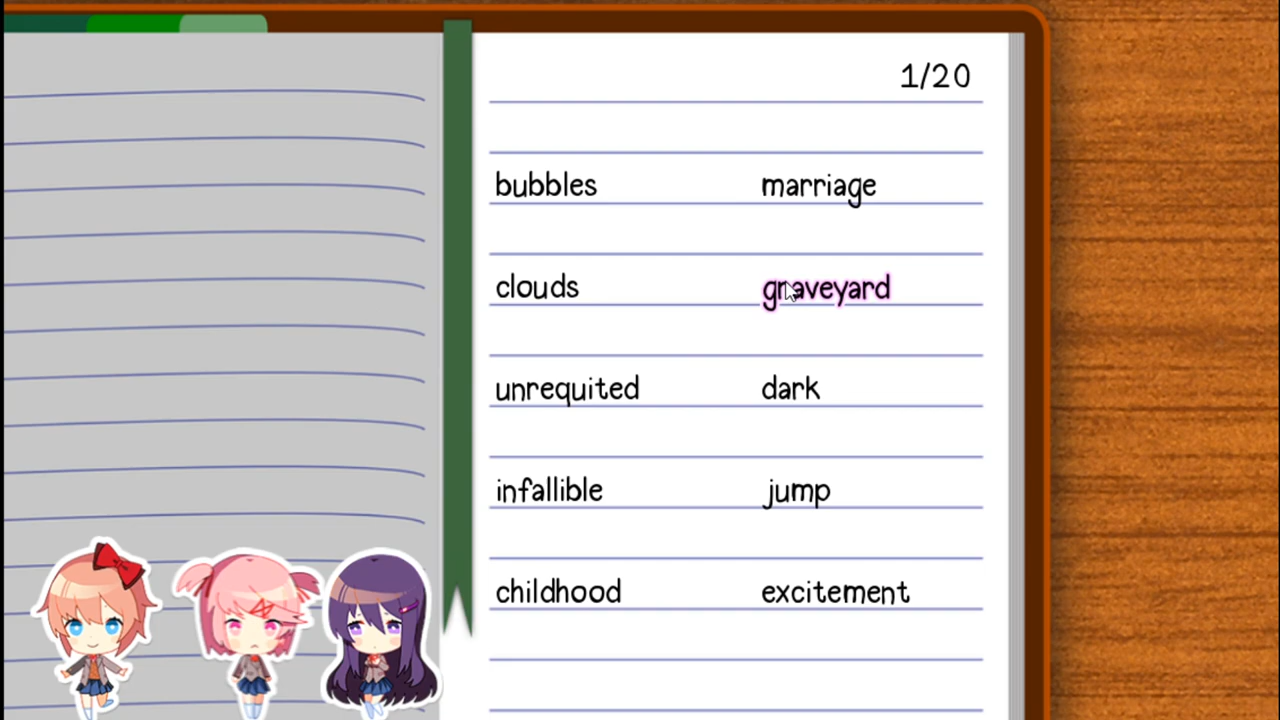 1/20
bubbles marriage
clouds graveyard
unrequited dark
infallible jump
childhood excitement